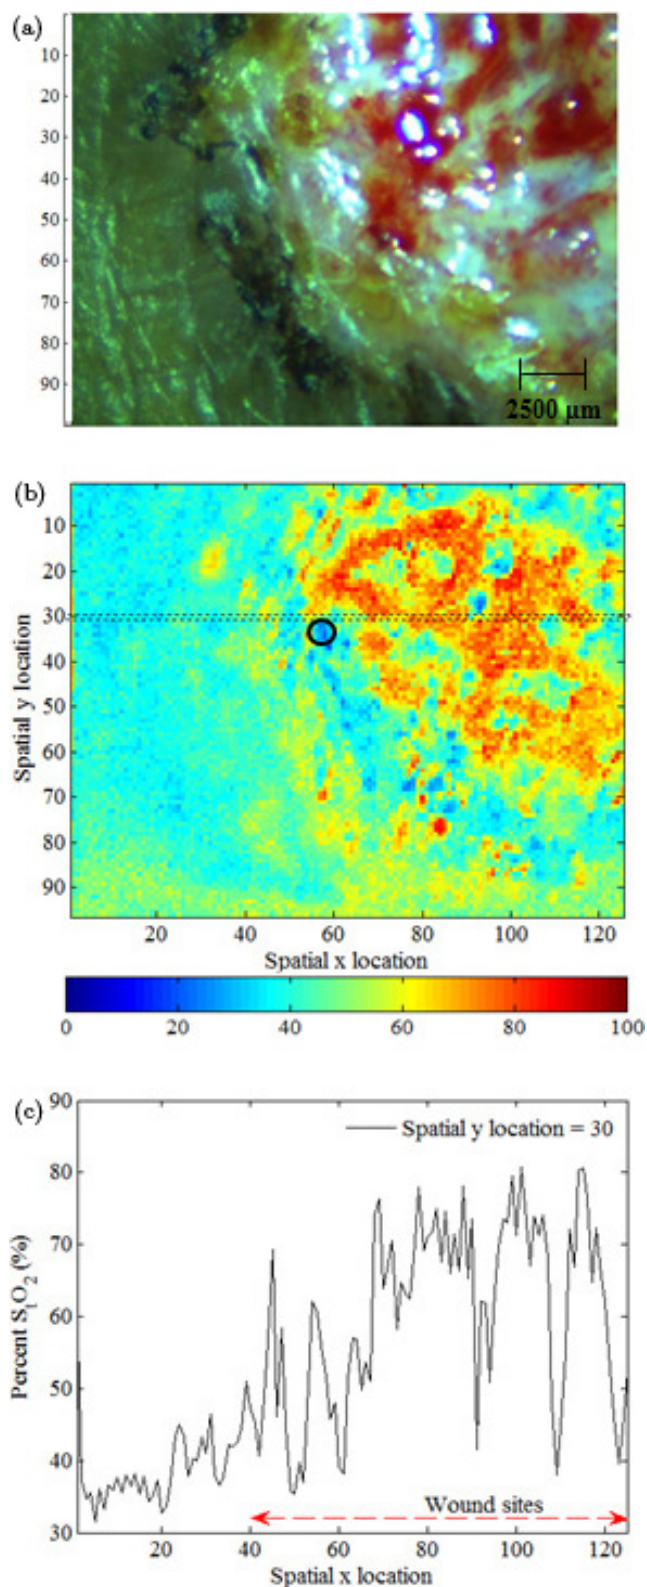 (a)
10
20
30
40
50
60
70
80
90
2500 µm
(b)
10
20
30
40
50
60
70
80
90
Spatial y location
20 40 60 80 100 120
Spatial x location
0 20 40 60 80 100
(c)
90
80
70
60
50
40
30
Percent StO2 (%)
Spatial y location = 30
Wound sites
20 40 60 80 100 120
Spatial x location